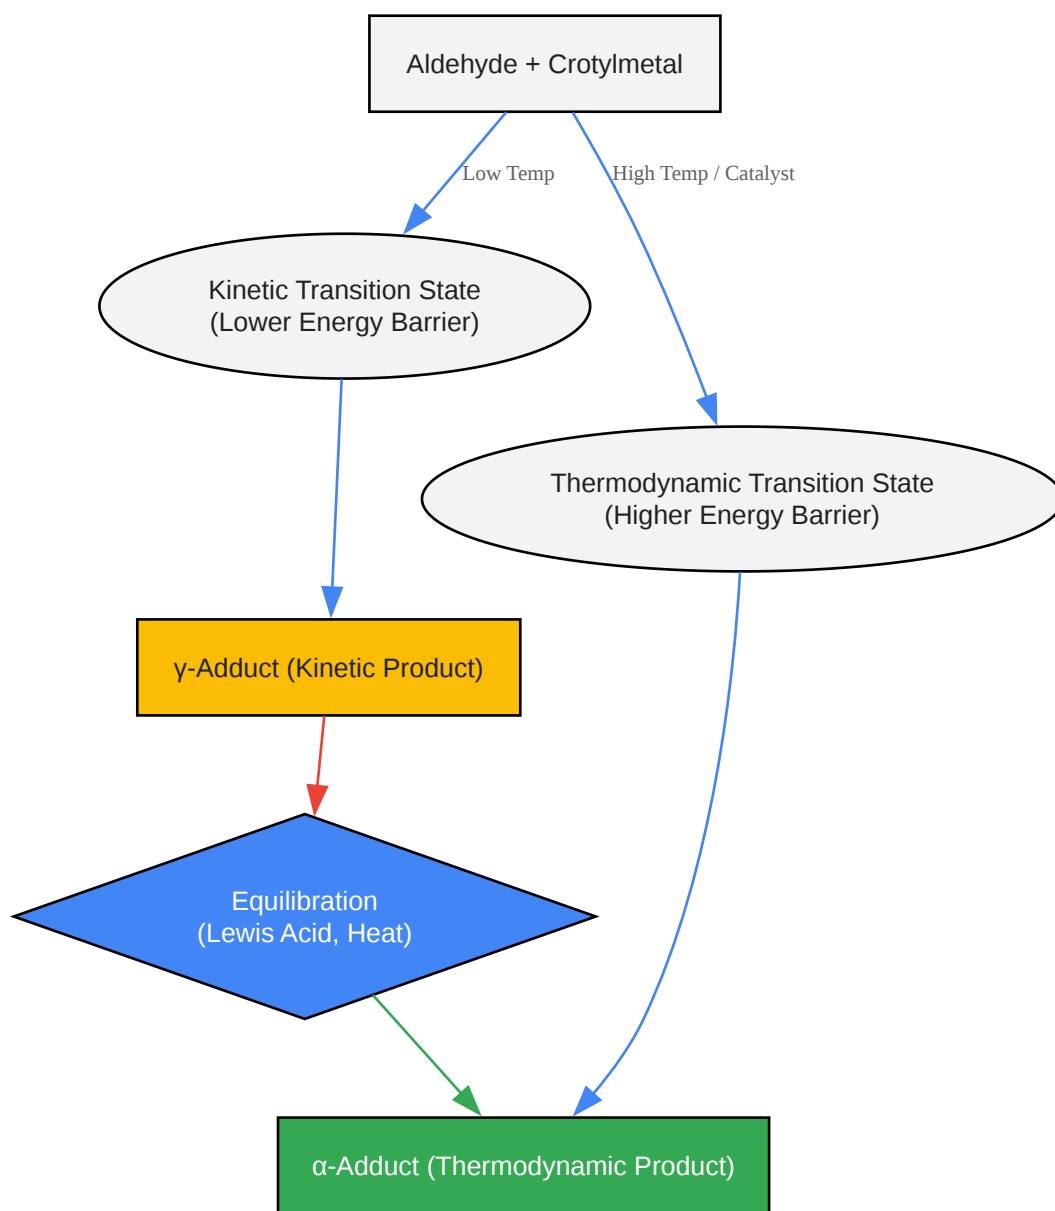 Aldehyde + Crotylmetal
Low Temp
High Temp / Catalyst
Kinetic Transition State
(Lower Energy Barrier)
Thermodynamic Transition State
(Higher Energy Barrier)
γ-Adduct (Kinetic Product)
Equilibration
(Lewis Acid, Heat)
α-Adduct (Thermodynamic Product)